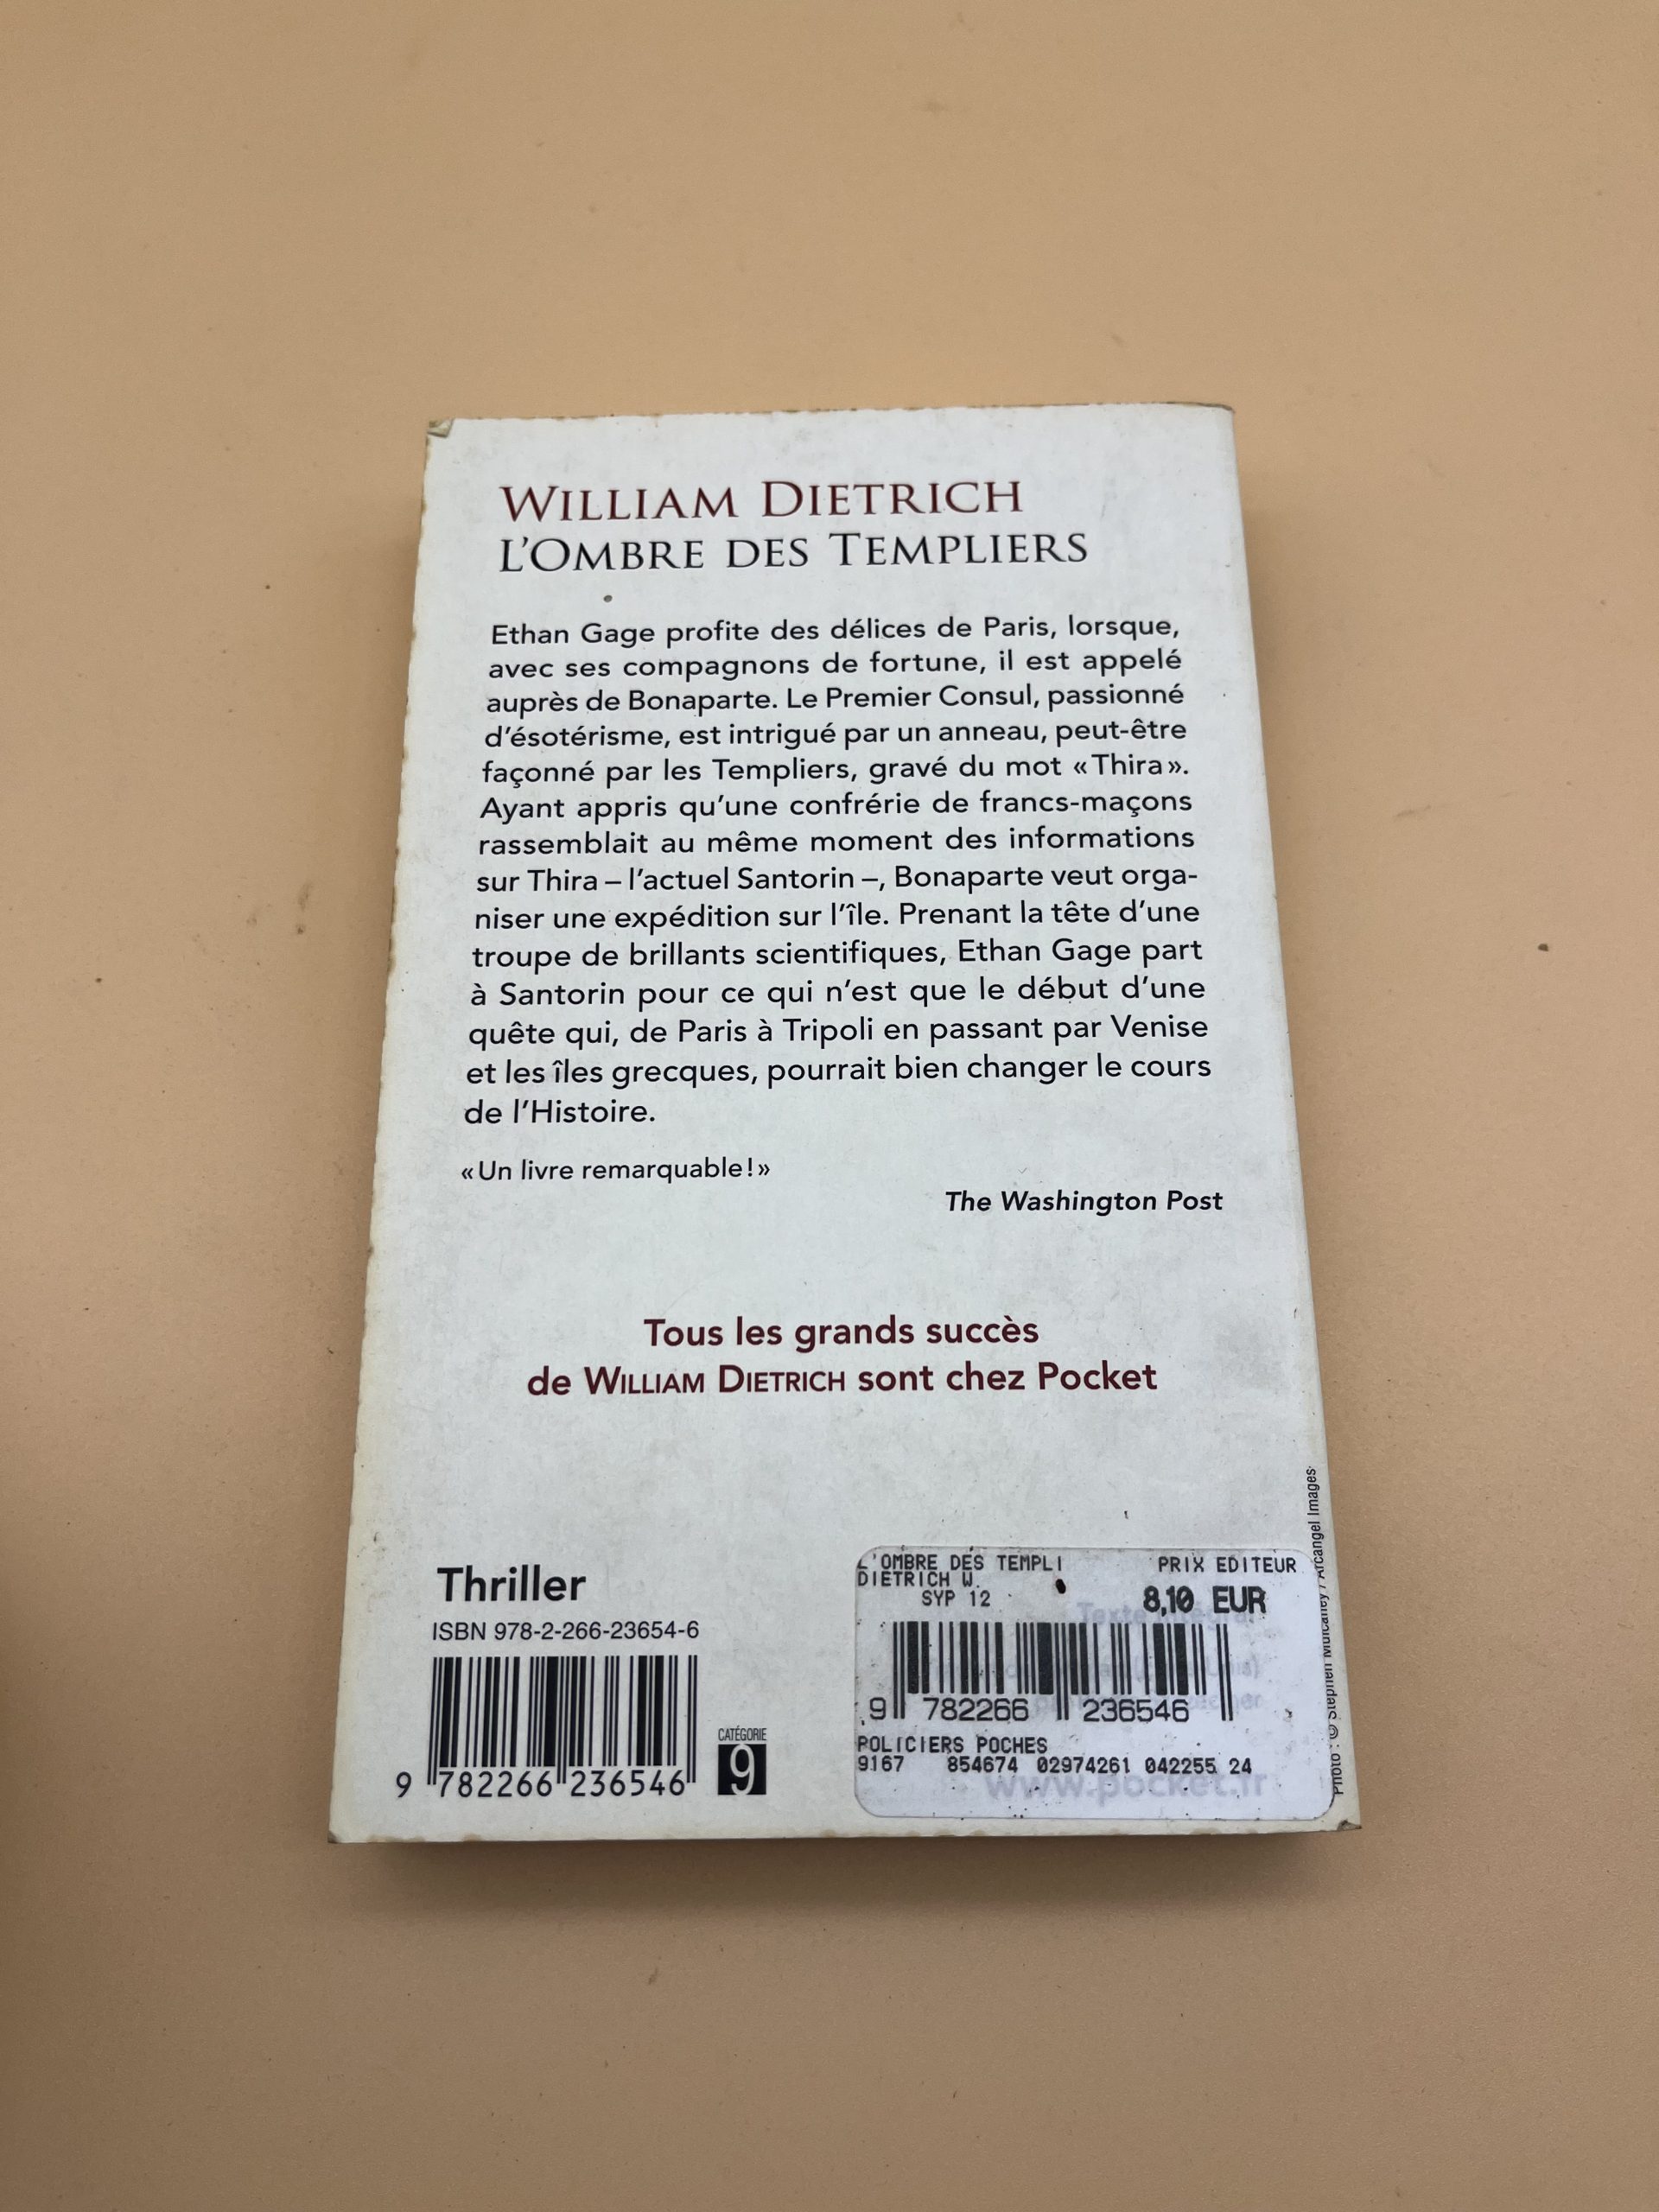 WILLIAM DIETRICH
L'OMBRE DES TEMPLIERS
Ethan Gage profite des délices de Paris, lorsque,
avec ses compagnons de fortune, il est appelé
auprès de Bonaparte. Le Premier Consul, passionné
d'ésotérisme, est intrigué par un anneau, peut-être
façonné par les Templiers, gravé du mot «Thira».
Ayant appris qu'une confrérie de francs-maçons
rassemblait au même moment des informations
sur Thira – l'actuel Santorin –, Bonaparte veut orga-
niser une expédition sur l'île. Prenant la tête d'une
troupe de brillants scientifiques, Ethan Gage part
à Santorin pour ce qui n'est que le début d'une
quête qui, de Paris à Tripoli en passant par Venise
et les îles grecques, pourrait bien changer le cours
de l'Histoire.
«Un livre remarquable!»
The Washington Post
Tous les grands succès
de WILLIAM DIETRICH sont chez Pocket
Thriller
ISBN 978-2-266-23654-6
9 782266 236546
CATÉGORIE
9
L'OMBRE DES TEMPLI PRIX EDITEUR
DIETRICH W.
SYP 12 8,10 EUR
9 782266 236546
POLICIERS POCHES
9167 854674 02974261 042255 24
www.pocket.fr
Photo : © Stephen Mulcahey / Arcangel Images